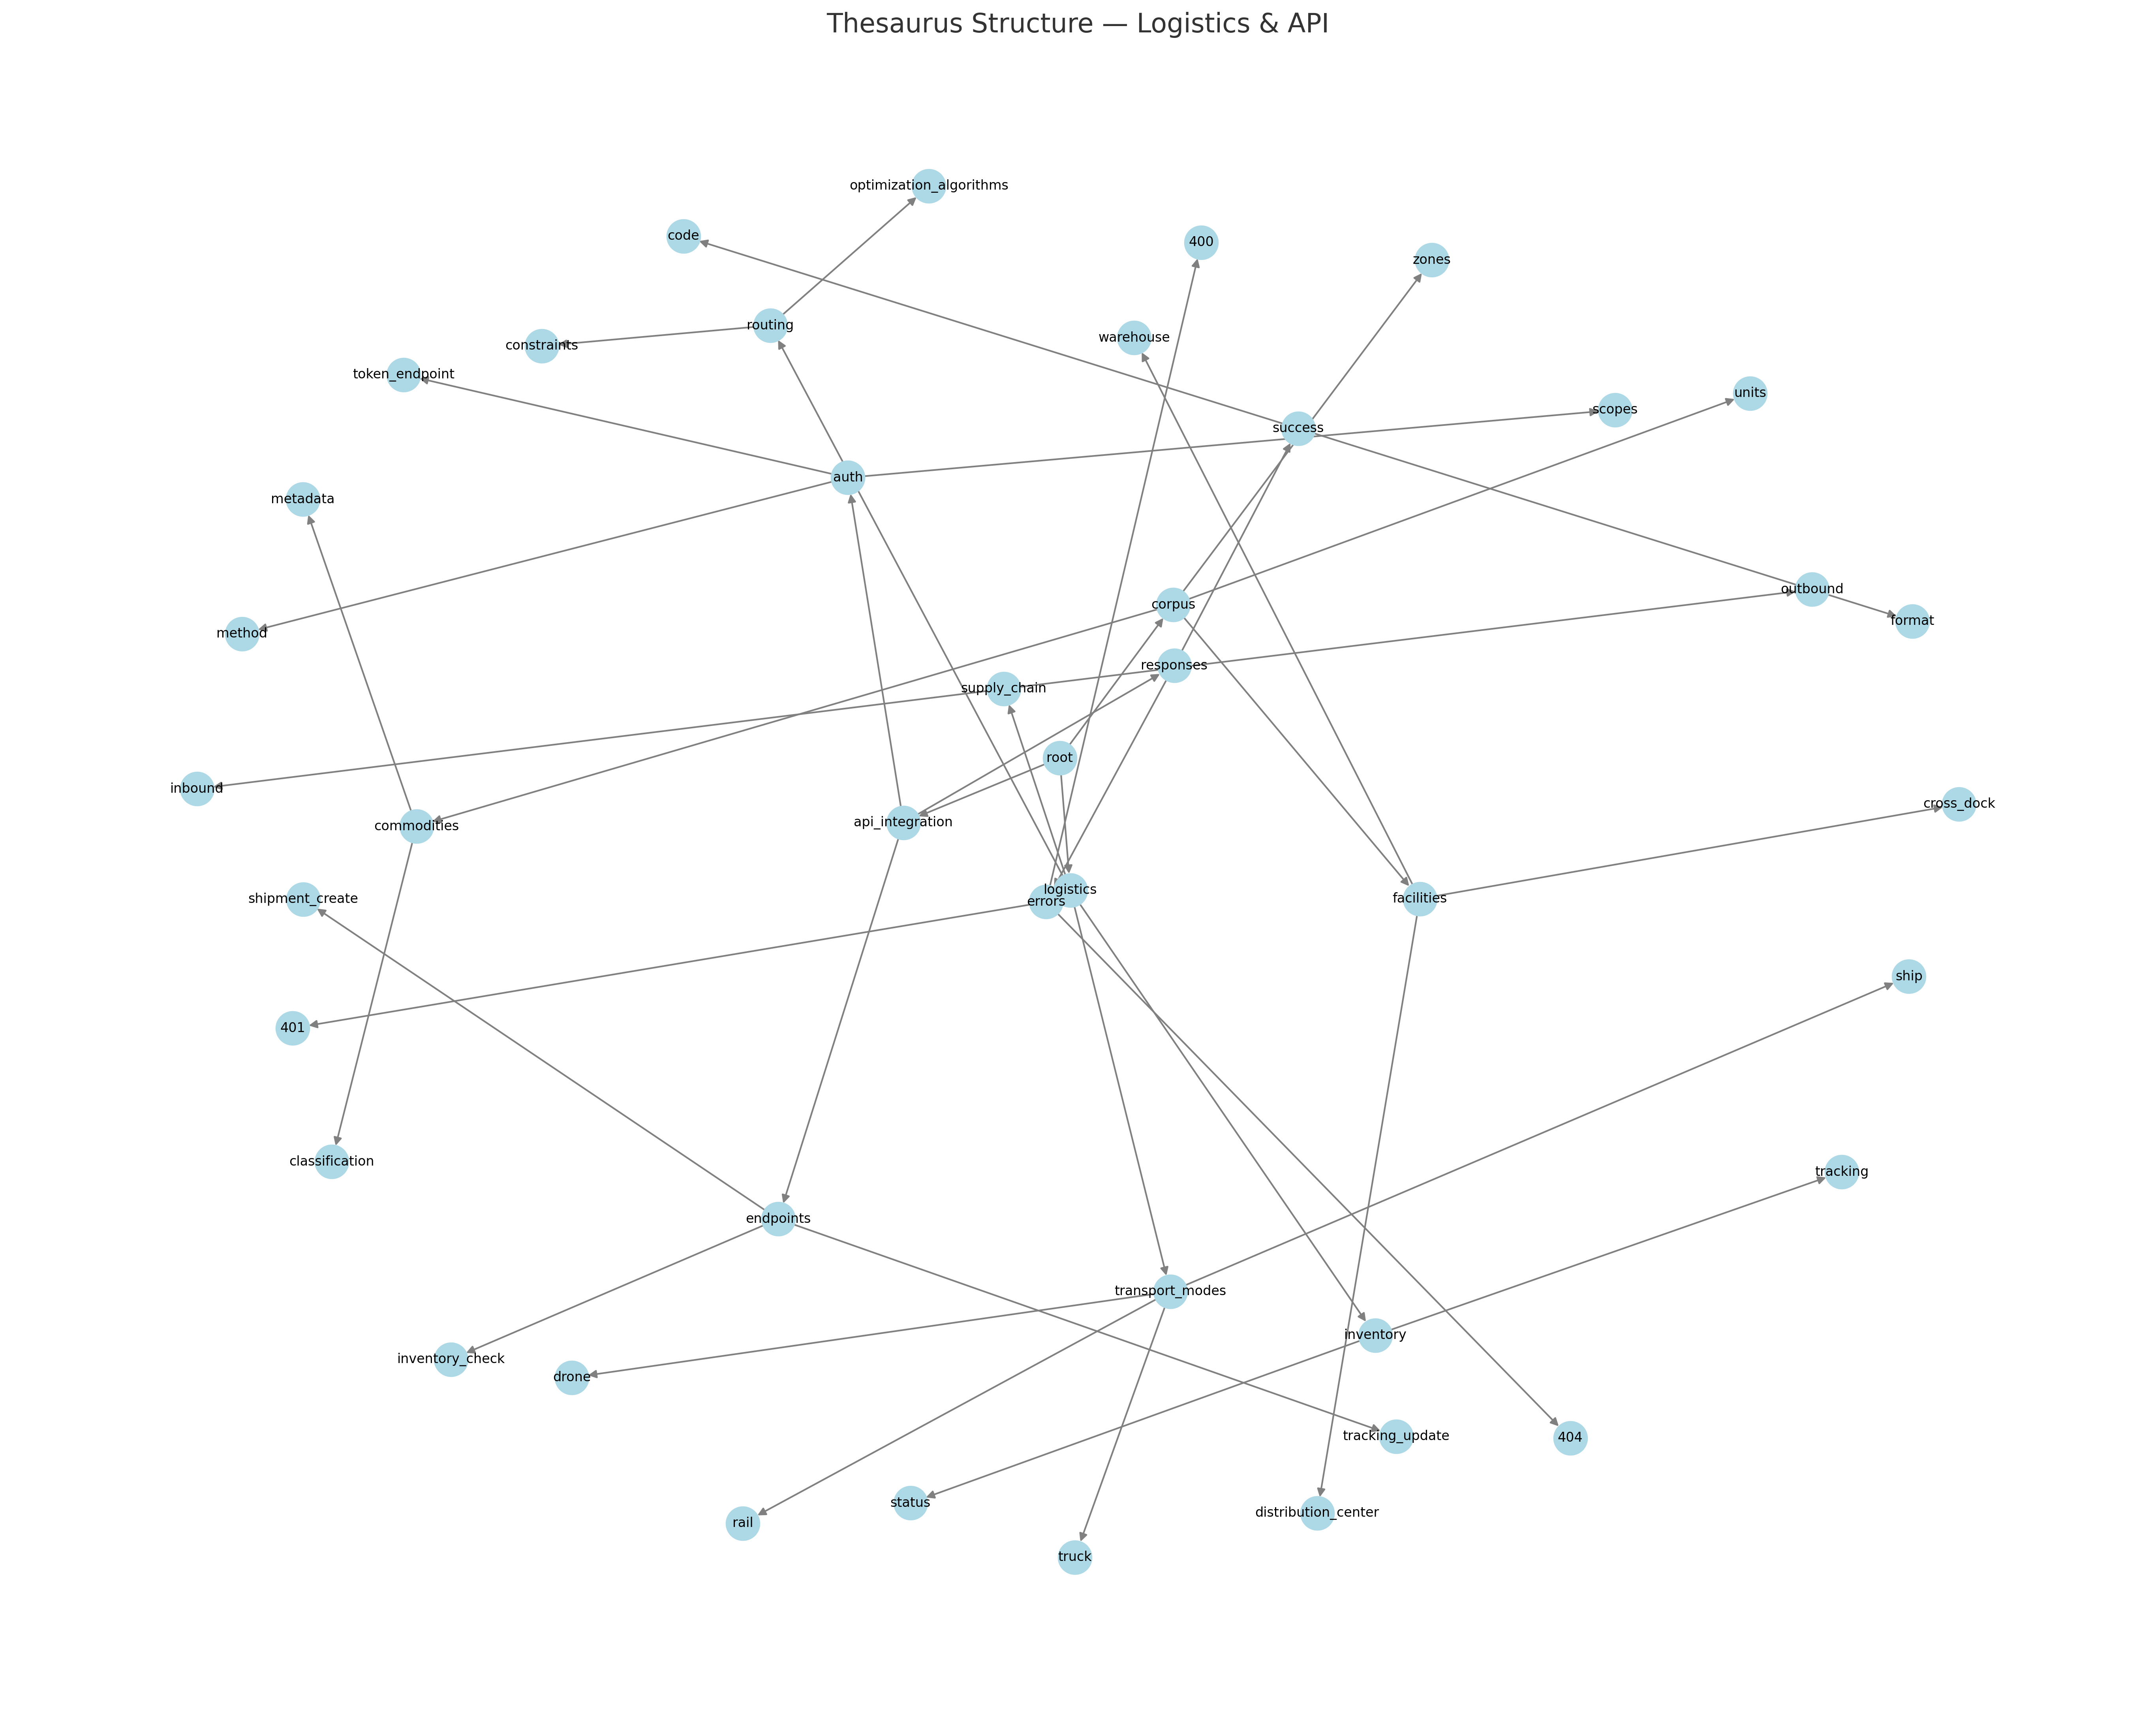 Thesaurus Structure — Logistics & API
optimization_algorithms
code
400
zones
routing
warehouse
constraints
token_endpoint
units
scopes
success
auth
metadata
outbound
corpus
format
method
responses
supply_chain
root
inbound
cross_dock
api_integration
commodities
logistics
shipment_create
facilities
errors
ship
401
classification
tracking
endpoints
transport_modes
inventory
inventory_check
drone
tracking_update
404
status
distribution_center
rail
truck